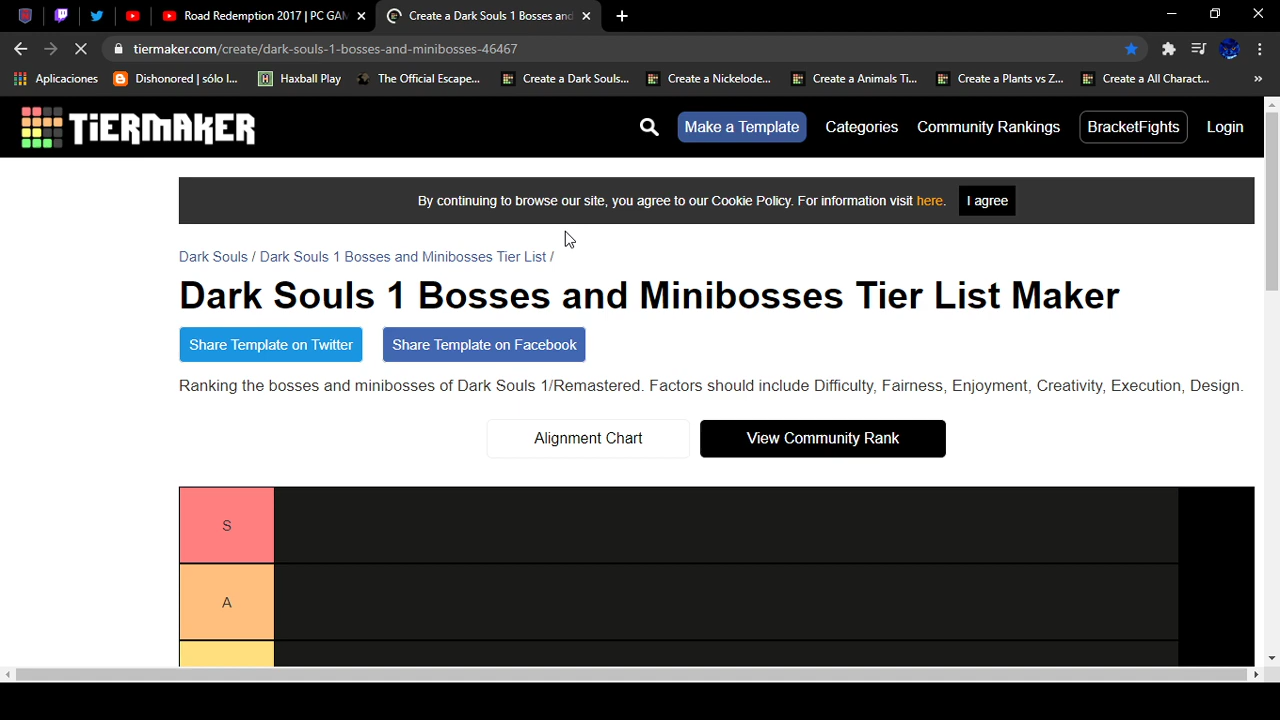 Road Redemption 2017 | PC GA
Create a Dark Souls 1 Bosses and
tiermaker.com/create/dark-souls-1-bosses-and-minibosses-46467
Aplicaciones
Dishonored | sólo l...
Haxball Play
The Official Escape...
Create a Dark Souls...
Create a Nickelode...
Create a Animals Ti...
Create a Plants vs Z...
Create a All Charact...
»
TiERMAKER
Make a Template
Categories
Community Rankings
BracketFights
Login
By continuing to browse our site, you agree to our Cookie Policy. For information visit here.
I agree
Dark Souls / Dark Souls 1 Bosses and Minibosses Tier List /
Dark Souls 1 Bosses and Minibosses Tier List Maker
Share Template on Twitter
Share Template on Facebook
Ranking the bosses and minibosses of Dark Souls 1/Remastered. Factors should include Difficulty, Fairness, Enjoyment, Creativity, Execution, Design.
Alignment Chart
View Community Rank
S
A